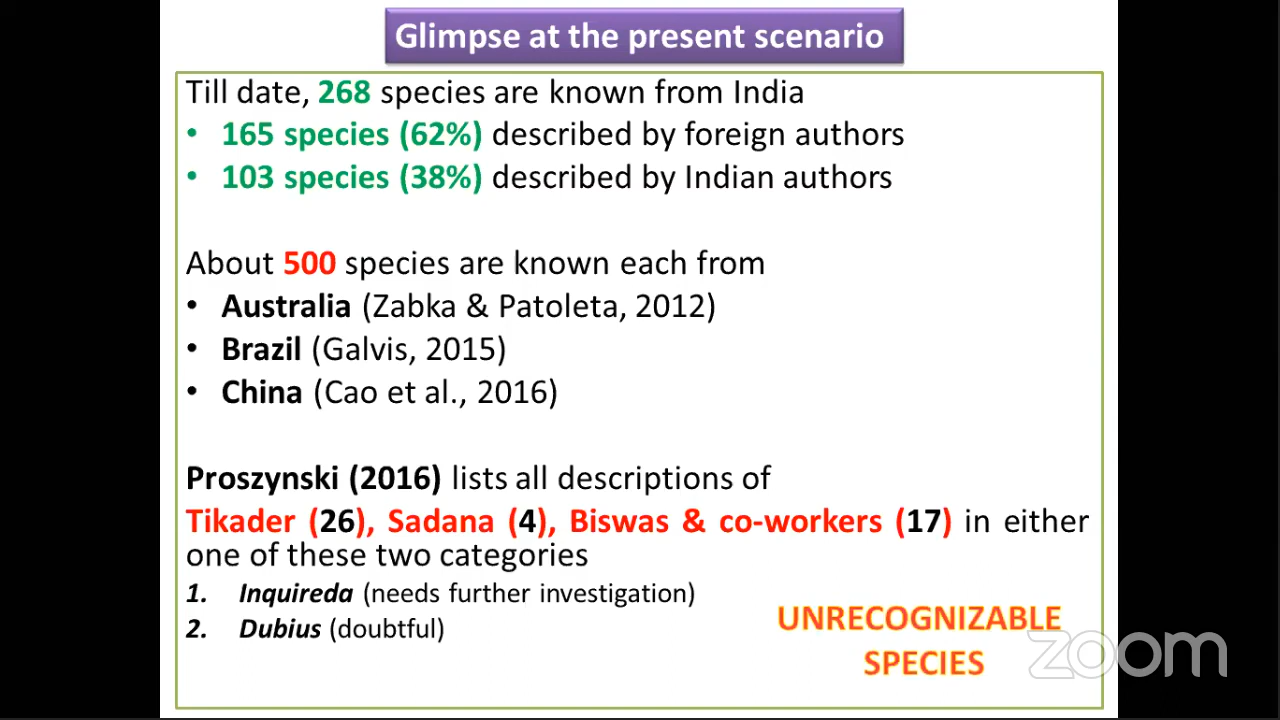 Glimpse at the present scenario
Till date, 268 species are known from India
• 165 species (62%) described by foreign authors
• 103 species (38%) described by Indian authors
About 500 species are known each from
• Australia (Zabka & Patoleta, 2012)
• Brazil (Galvis, 2015)
• China (Cao et al., 2016)
Proszynski (2016) lists all descriptions of
Tikader (26), Sadana (4), Biswas & co-workers (17) in either
one of these two categories
1. Inquireda (needs further investigation)
2. Dubius (doubtful)
UNRECOGNIZABLE
SPECIES
zoom